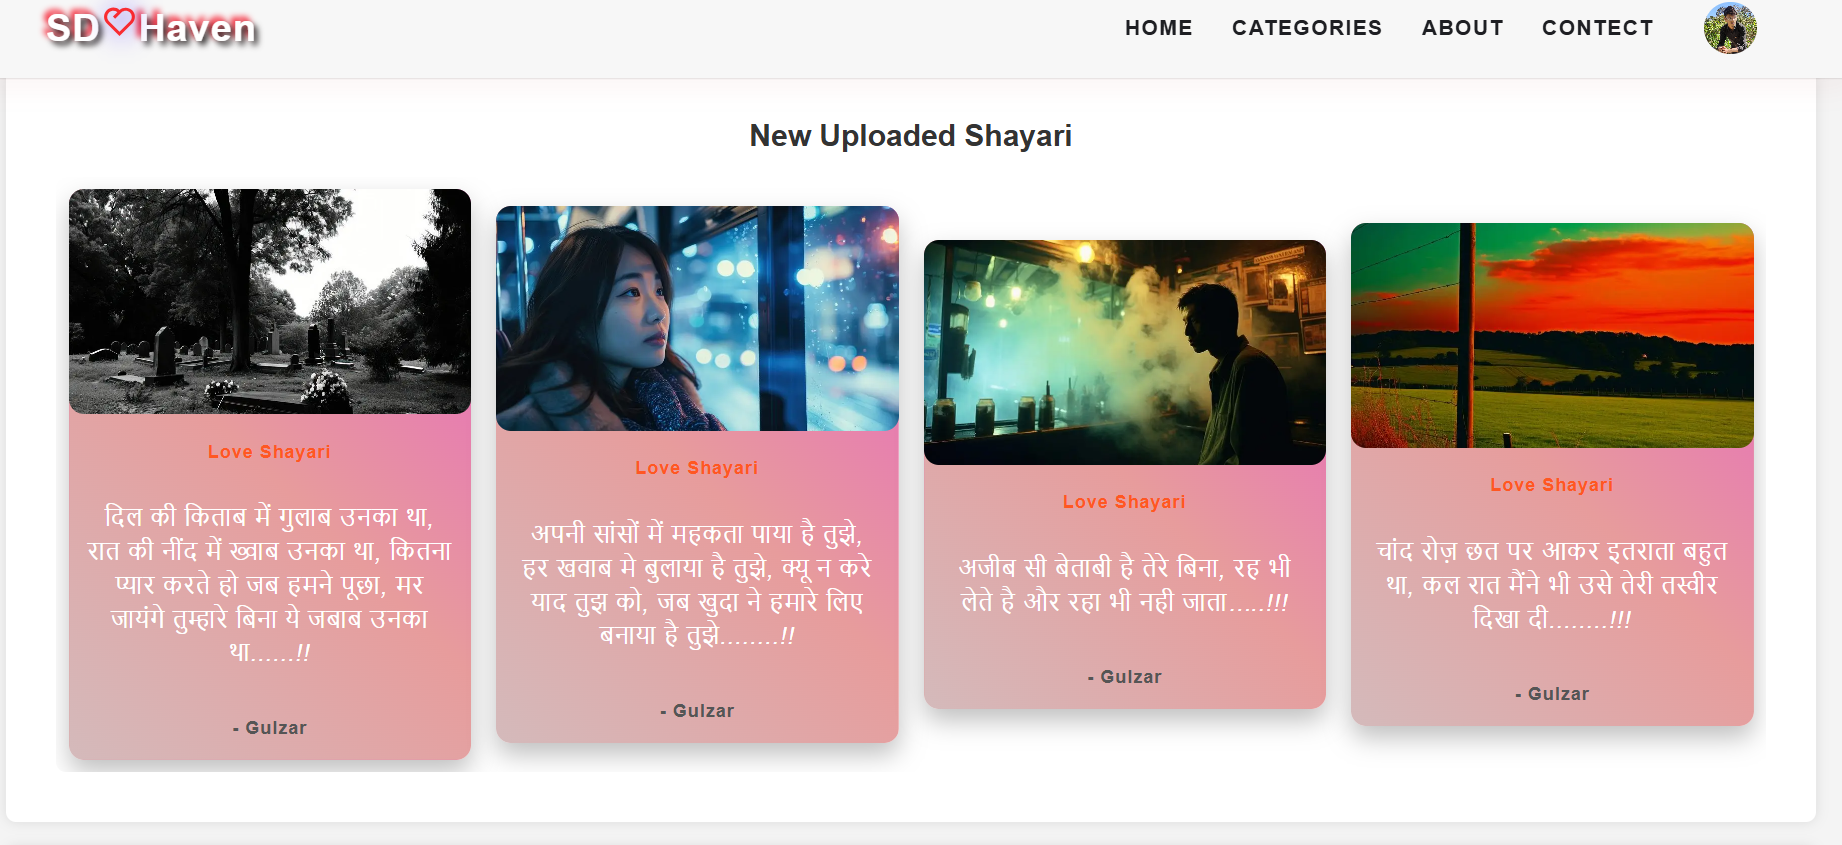 SD Haven
HOME CATEGORIES ABOUT CONTECT
New Uploaded Shayari
Love Shayari
दिल की किताब में गुलाब उनका था,
रात की नींद में ख्वाब उनका था, कितना
प्यार करते हो जब हमने पूछा, मर
जायंगे तुम्हारे बिना ये जबाब उनका
था......!!
- Gulzar
Love Shayari
अपनी सांसों में महकता पाया है तुझे,
हर खवाब मे बुलाया है तुझे, क्यू न करे
याद तुझ को, जब खुदा ने हमारे लिए
बनाया है तुझे........!!
- Gulzar
Love Shayari
अजीब सी बेताबी है तेरे बिना, रह भी
लेते है और रहा भी नही जाता.....!!!
- Gulzar
Love Shayari
चांद रोज़ छत पर आकर इतराता बहुत
था, कल रात मैंने भी उसे तेरी तस्वीर
दिखा दी........!!!
- Gulzar